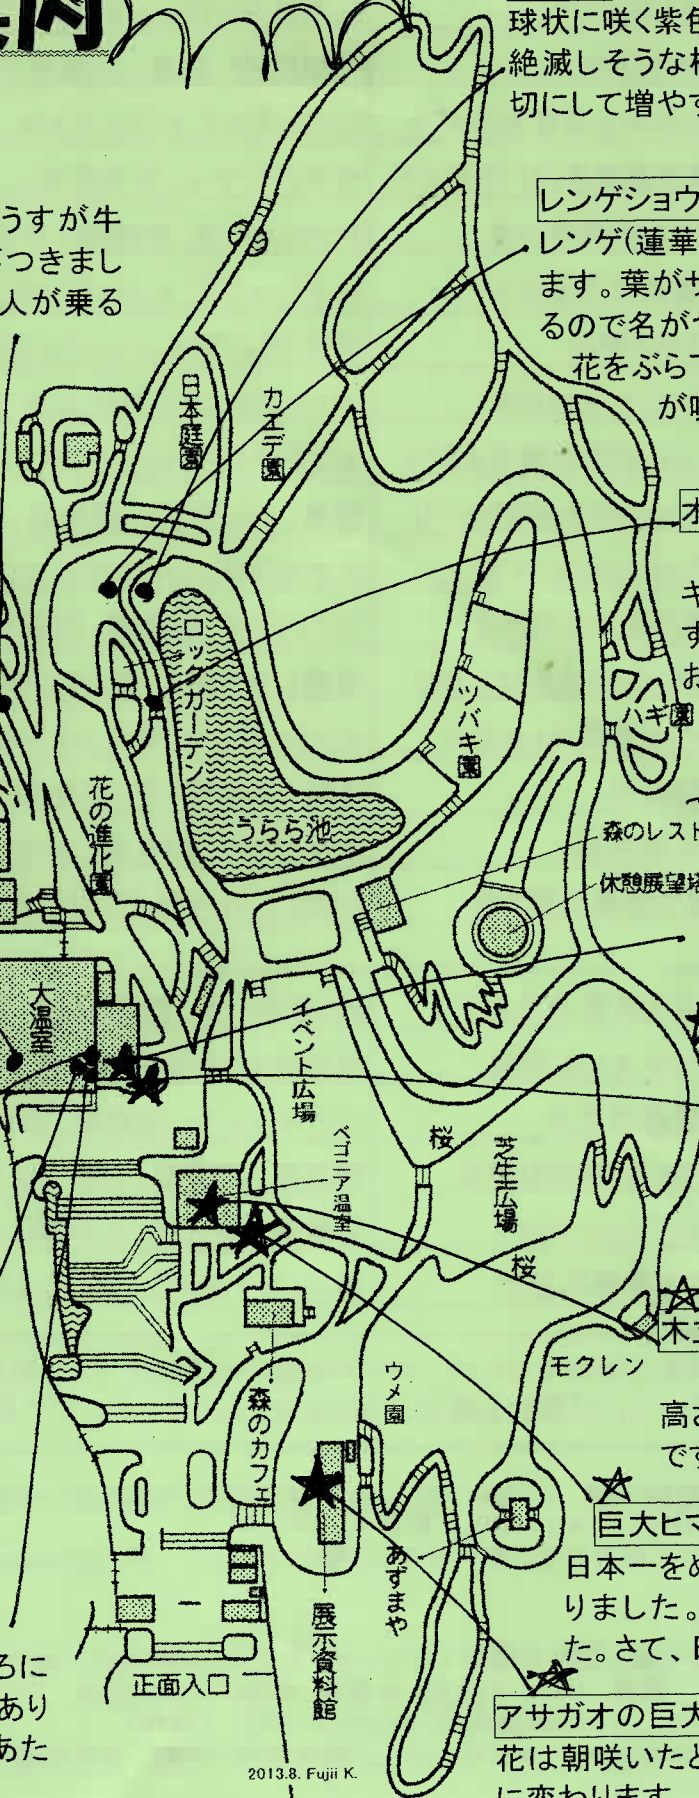 内
球状に咲く紫色
絶滅しそうな
切にして増やす
うすが牛
つきまし
人が乗る
レンゲショウ
レンゲ(蓮華
ます。葉がサ
るので名がつ
花をぶら下
が
日本庭園
カエデ園
オ
キ
す
お
ロックガーデン
ツバキ園
ハギ園
花の進化園
うらら池
森のレスト
休憩展望塔
大温室
イベント広場
ベゴニア温室
桜
芝生広場
桜
木
モクレン
高さ
です
ウメ園
森のカフェ
巨大ヒマ
日本一をめ
りました。
た。さて、
あずまや
展示資料館
ろに
あり
あた
正面入口
アサガオの巨大
花は朝咲いたと
に変わります
2013.8. Fujii K.